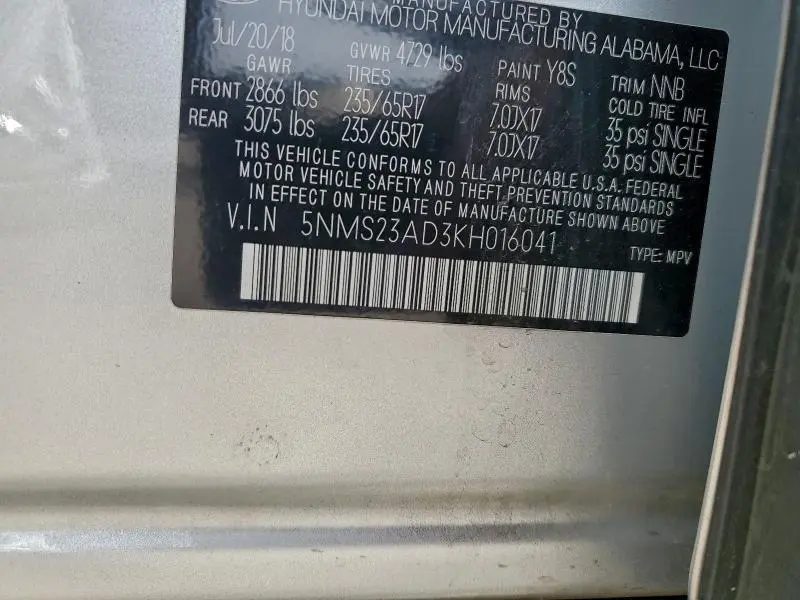 MANUFACTURED BY
HYUNDAI MOTOR MANUFACTURING ALABAMA, LLC
Jul/20/18 GVWR 4729 lbs PAINT Y8S TRIM NNB
GAWR TIRES RIMS COLD TIRE INFL
FRONT 2866 lbs 235/65R17 7.0JX17 35 psi SINGLE
REAR 3075 lbs 235/65R17 7.0JX17 35 psi SINGLE
THIS VEHICLE CONFORMS TO ALL APPLICABLE U.S.A. FEDERAL
MOTOR VEHICLE SAFETY AND THEFT PREVENTION STANDARDS
IN EFFECT ON THE DATE OF MANUFACTURE SHOWN ABOVE
V.I.N 5NMS23AD3KH016041
TYPE: MPV